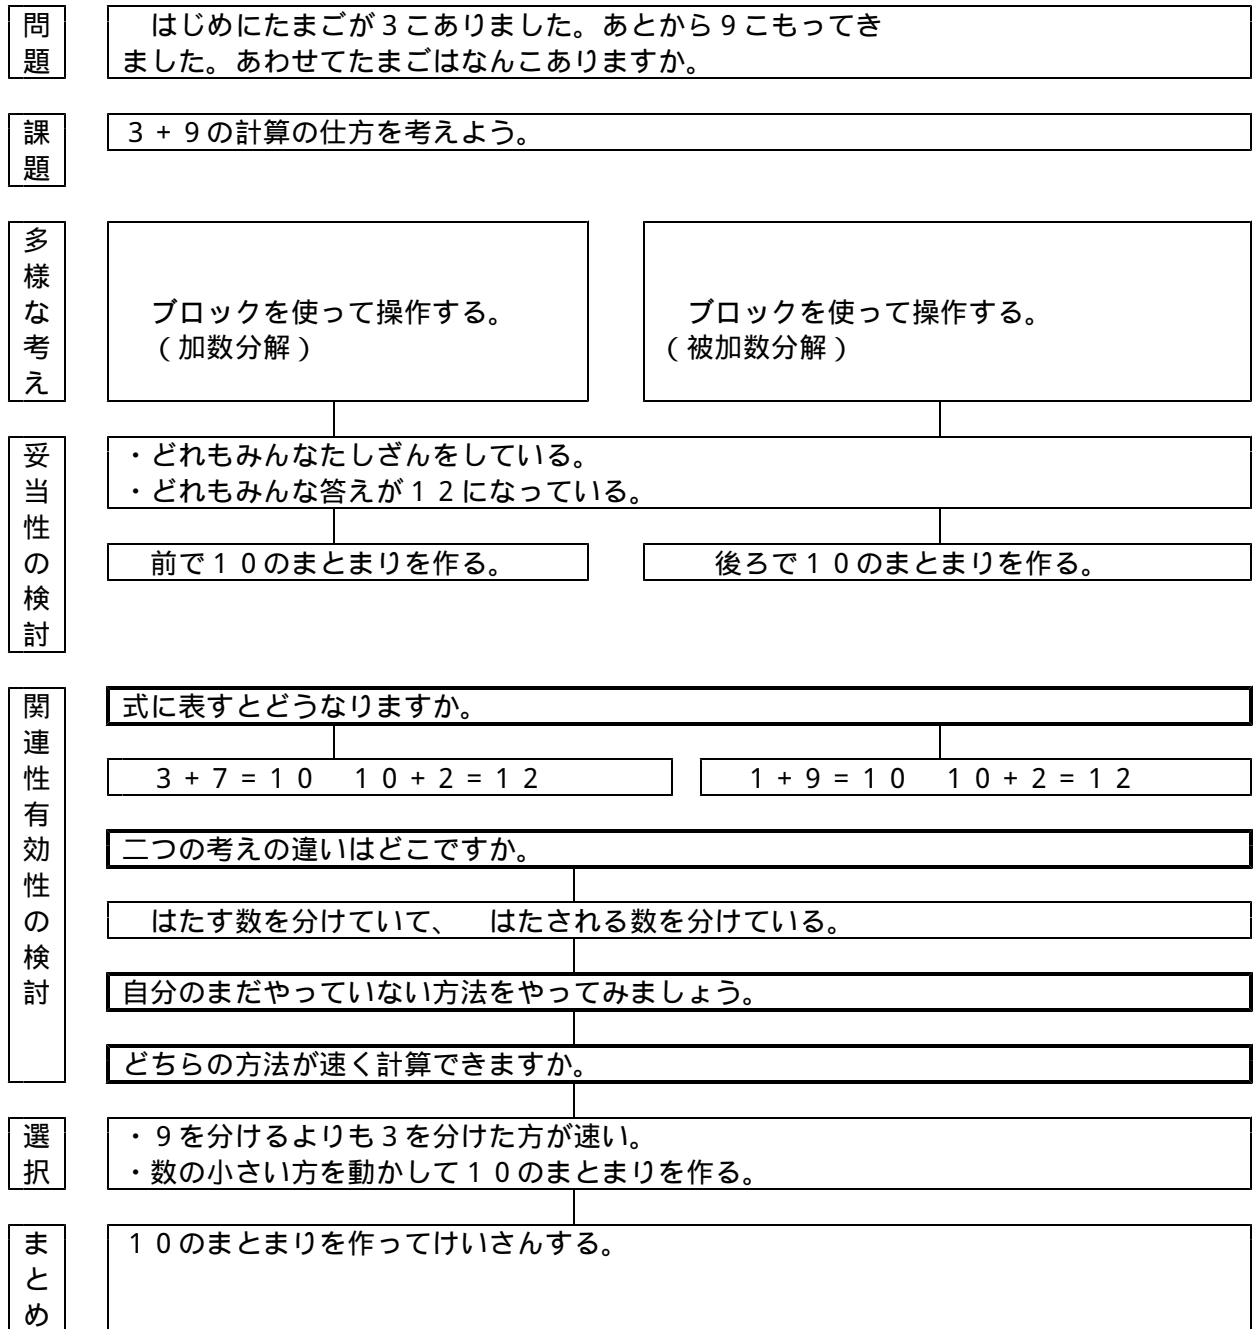 問題
はじめにたまごが３こありました。あとから９こもってき
ました。あわせてたまごはなんこありますか。
課題
３＋９の計算の仕方を考えよう。
多様な考え
ブロックを使って操作する。
（加数分解）
ブロックを使って操作する。
（被加数分解）
妥当性の検討
・どれもみんなたしざんをしている。
・どれもみんな答えが１２になっている。
前で１０のまとまりを作る。
後ろで１０のまとまりを作る。
関連性有効性の検討
式に表すとどうなりますか。
３＋７＝１０　１０＋２＝１２
１＋９＝１０　１０＋２＝１２
二つの考えの違いはどこですか。
はたす数を分けていて、　はたされる数を分けている。
自分のまだやっていない方法をやってみましょう。
どちらの方法が速く計算できますか。
選択
・９を分けるよりも３を分けた方が速い。
・数の小さい方を動かして１０のまとまりを作る。
まとめ
１０のまとまりを作ってけいさんする。